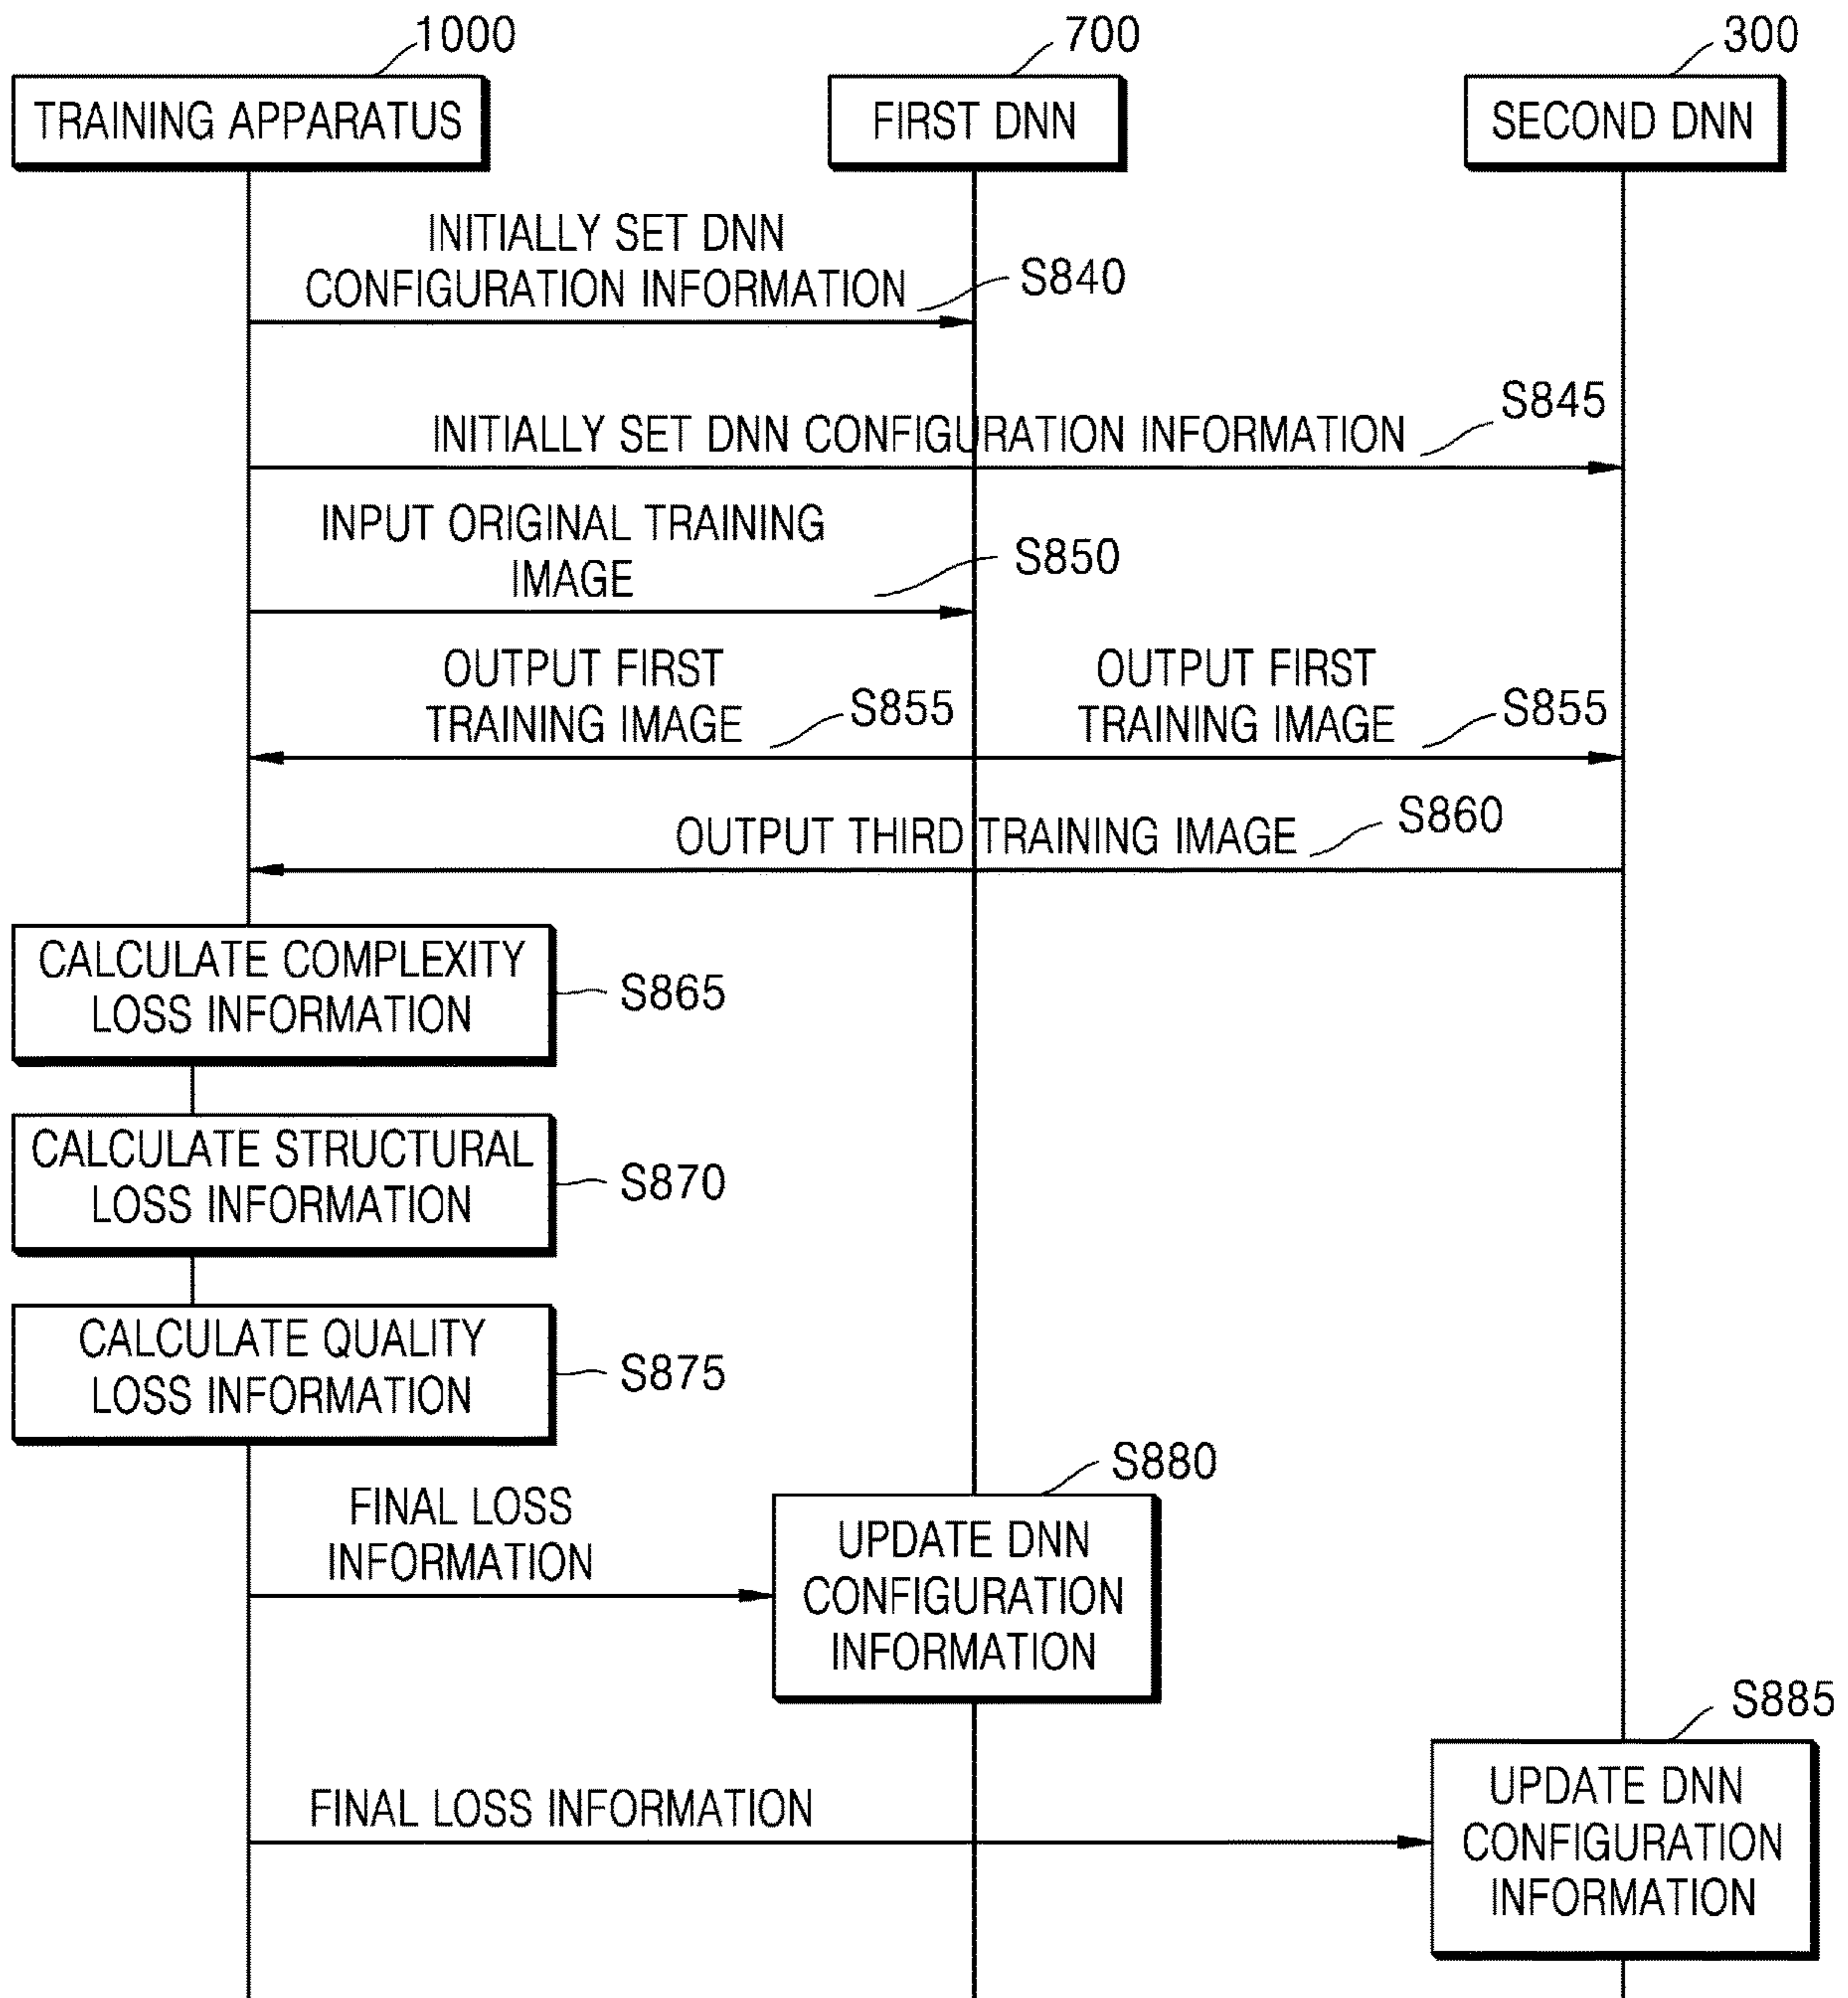 1000
700
300
TRAINING APPARATUS
FIRST DNN
SECOND DNN
INITIALLY SET DNN
CONFIGURATION INFORMATION
S840
S845
INITIALLY SET DNN CONFIGURATION INFORMATION
INPUT ORIGINAL TRAINING
IMAGE
S850
OUTPUT FIRST
TRAINING IMAGE
S855
OUTPUT FIRST
TRAINING IMAGE
S855
OUTPUT THIRD TRAINING IMAGE
S860
CALCULATE COMPLEXITY
LOSS INFORMATION
S865
CALCULATE STRUCTURAL
LOSS INFORMATION
S870
CALCULATE QUALITY
LOSS INFORMATION
S875
FINAL LOSS
INFORMATION
S880
UPDATE DNN
CONFIGURATION
INFORMATION
S885
FINAL LOSS INFORMATION
UPDATE DNN
CONFIGURATION
INFORMATION